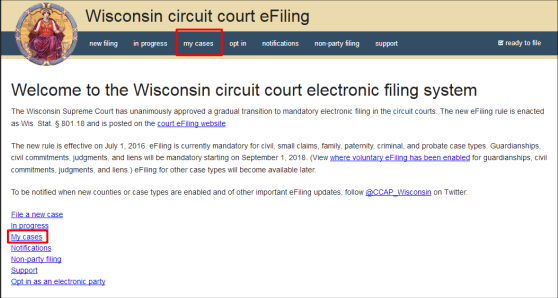 Wisconsin circuit court eFiling
new filing in progress my cases opt in notifications non-party filing support ready to file
Welcome to the Wisconsin circuit court electronic filing system
The Wisconsin Supreme Court has unanimously approved a gradual transition to mandatory electronic filing in the circuit courts. The new eFiling rule is enacted
as Wis. Stat. § 801.18 and is posted on the court eFiling website.
The new rule is effective on July 1, 2016. eFiling is currently mandatory for civil, small claims, family, paternity, criminal, and probate case types. Guardianships,
civil commitments, judgments, and liens will be mandatory starting on September 1, 2018. (View where voluntary eFiling has been enabled for guardianships, civil
commitments, judgments, and liens.) eFiling for other case types will become available later.
To be notified when new counties or case types are enabled and of other important eFiling updates, follow @CCAP_Wisconsin on Twitter.
File a new case
In progress
My cases
Notifications
Non-party filing
Support
Opt in as an electronic party